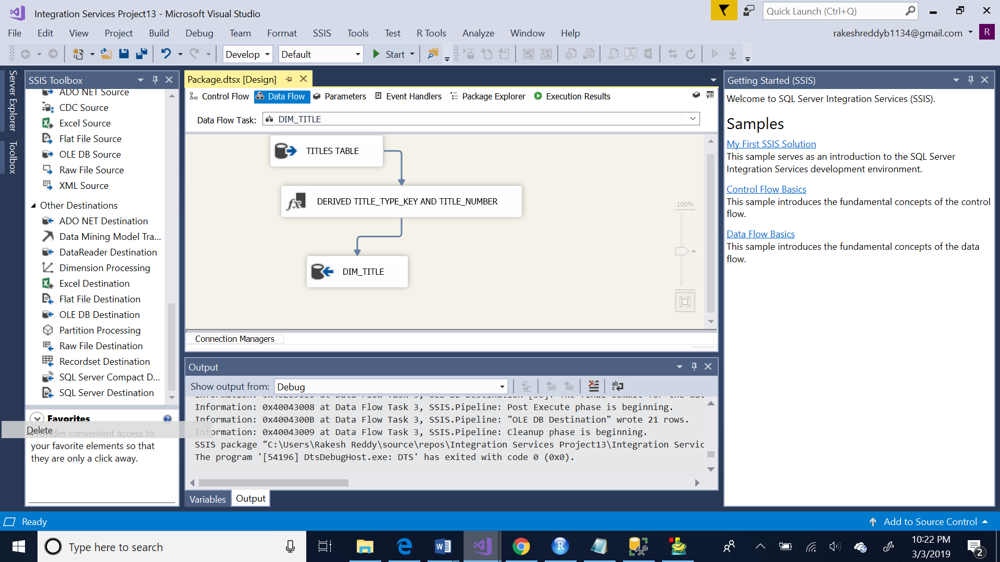 Integration Services Project13 - Microsoft Visual Studio
Quick Launch (Ctrl+Q)
File Edit View Project Build Debug Team Format SSIS Tools Test R Tools Analyze Window Help
rakeshreddyb1134@gmail.com R
Develop Default Start
Server Explorer
Toolbox
SSIS Toolbox
ADO NET Source
CDC Source
Excel Source
Flat File Source
OLE DB Source
Raw File Source
XML Source
Other Destinations
ADO NET Destination
Data Mining Model Tra...
DataReader Destination
Dimension Processing
Excel Destination
Flat File Destination
OLE DB Destination
Partition Processing
Raw File Destination
Recordset Destination
SQL Server Compact D...
SQL Server Destination
Favorites
Delete
Provides convenient access to
your favorite elements so that
they are only a click away.
Package.dtsx [Design]
Control Flow Data Flow Parameters Event Handlers Package Explorer Execution Results
Data Flow Task: DIM_TITLE
TITLES TABLE
DERIVED TITLE_TYPE_KEY AND TITLE_NUMBER
DIM_TITLE
100%
Connection Managers
Output
Show output from: Debug
Information: 0x40043008 at Data Flow Task 3, SSIS.Pipeline: Post Execute phase is beginning.
Information: 0x4004300B at Data Flow Task 3, SSIS.Pipeline: "OLE DB Destination" wrote 21 rows.
Information: 0x40043009 at Data Flow Task 3, SSIS.Pipeline: Cleanup phase is beginning.
SSIS package "C:\Users\Rakesh Reddy\source\repos\Integration Services Project13\Integration Servic
The program '[54196] DtsDebugHost.exe: DTS' has exited with code 0 (0x0).
Variables Output
Getting Started (SSIS)
Welcome to SQL Server Integration Services (SSIS).
Samples
My First SSIS Solution
This sample serves as an introduction to the SQL Server
Integration Services development environment.
Control Flow Basics
This sample introduces the fundamental concepts of the control
flow.
Data Flow Basics
This sample introduces the fundamental concepts of the data
flow.
Ready
Add to Source Control
Type here to search
10:22 PM
3/3/2019
2